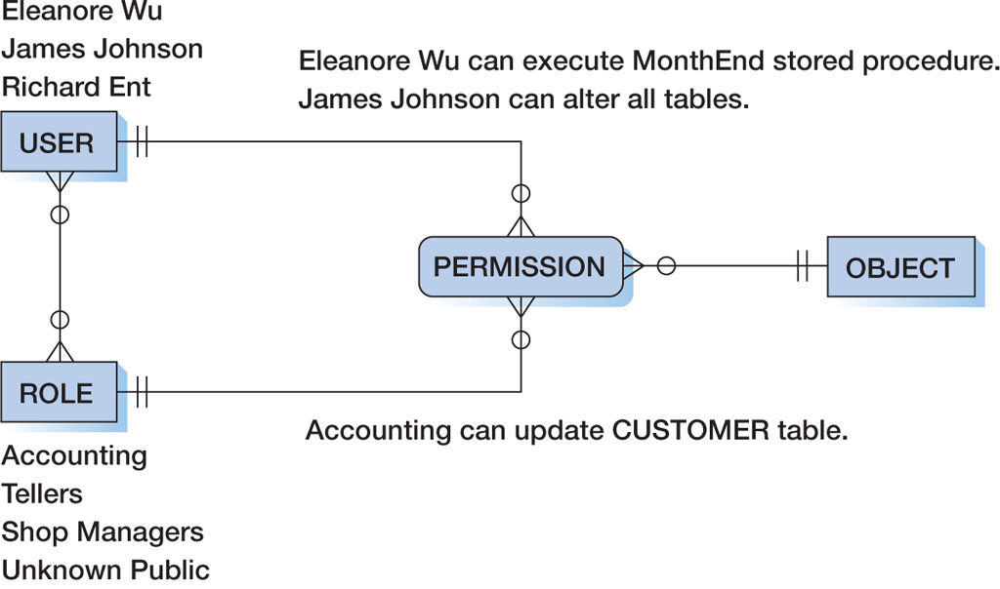 Eleanore Wu
James Johnson
Richard Ent
Eleanore Wu can execute MonthEnd stored procedure.
James Johnson can alter all tables.
USER
PERMISSION
OBJECT
ROLE
Accounting can update CUSTOMER table.
Accounting
Tellers
Shop Managers
Unknown Public